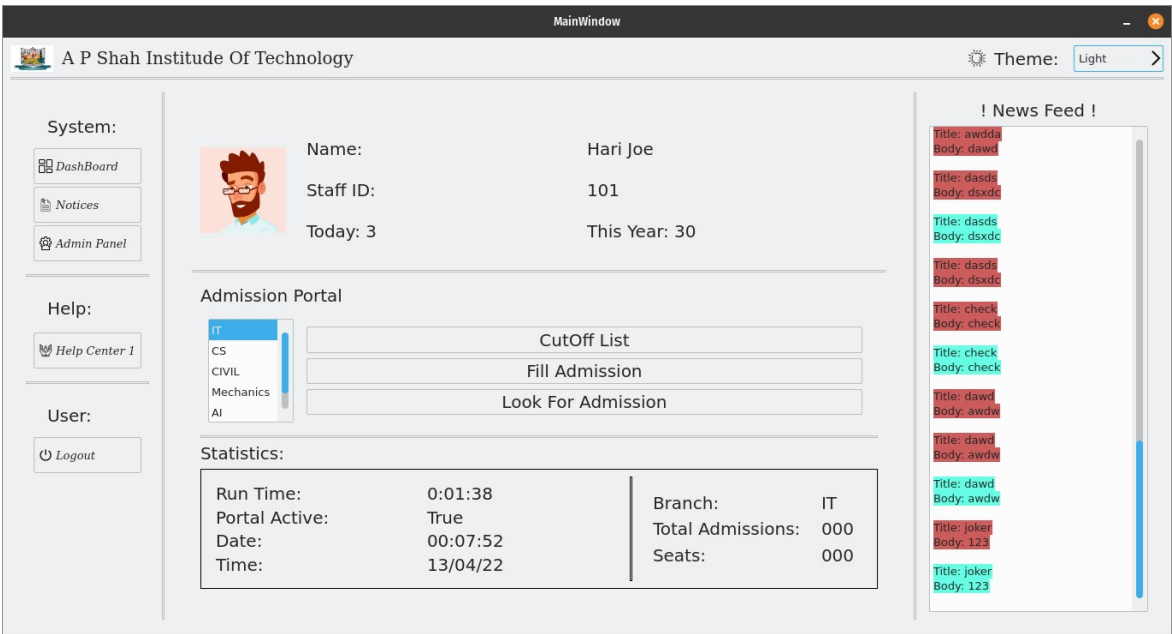 MainWindow
A P Shah Institute Of Technology
Theme: Light
System:
DashBoard
Notices
Admin Panel
Help:
Help Center 1
User:
Logout
Name: Hari Joe
Staff ID: 101
Today: 3 This Year: 30
Admission Portal
IT
CS
CIVIL
Mechanics
AI
CutOff List
Fill Admission
Look For Admission
Statistics:
Run Time: 0:01:38
Portal Active: True
Date: 00:07:52
Time: 13/04/22
Branch: IT
Total Admissions: 000
Seats: 000
! News Feed !
Title: awdda
Body: dawd
Title: dasds
Body: dsxdc
Title: dasds
Body: dsxdc
Title: dasds
Body: dsxdc
Title: check
Body: check
Title: check
Body: check
Title: dawd
Body: awdw
Title: dawd
Body: awdw
Title: dawd
Body: awdw
Title: joker
Body: 123
Title: joker
Body: 123